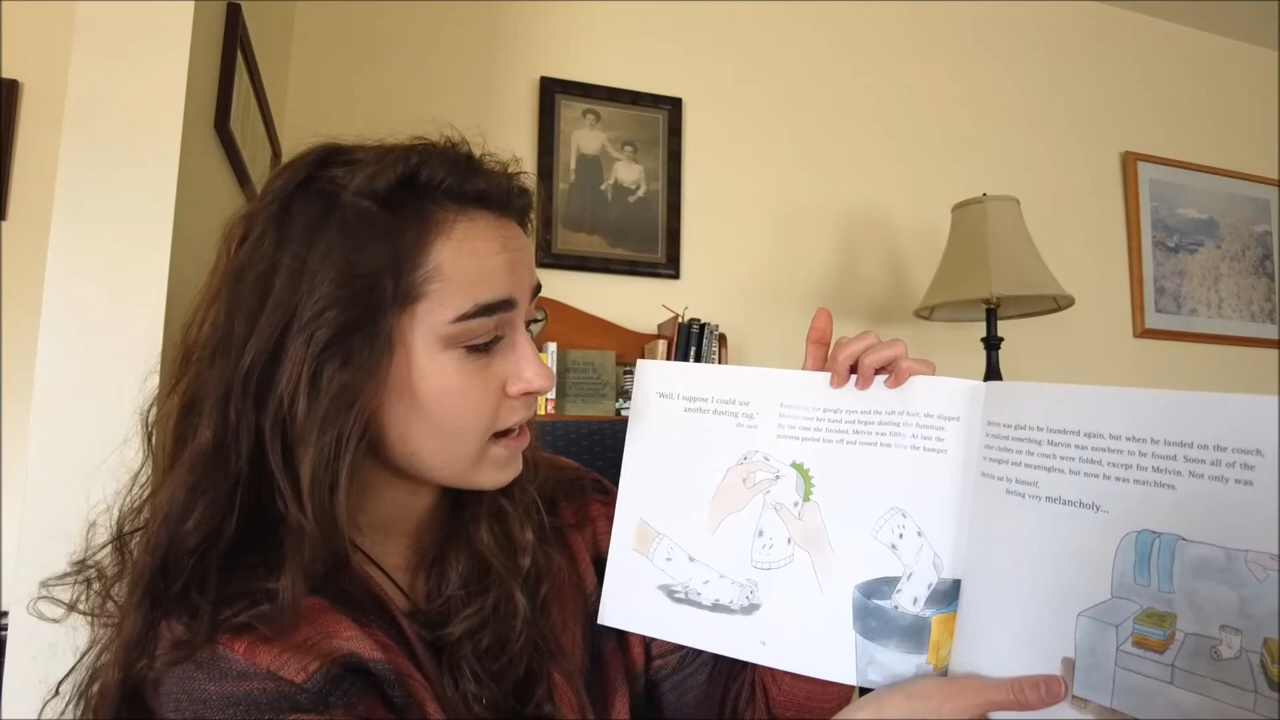 "Well, I suppose I could use
another dusting rag,"
she said.
Removing the googly eyes and the raft of hair, she slipped
Melvin over her hand and began dusting the furniture.
By the time she finished, Melvin was filthy. At last the
princess peeled him off and tossed him into the hamper.
Melvin was glad to be laundered again, but when he landed on the couch,
he realized something: Marvin was nowhere to be found. Soon all of the
other clothes on the couch were folded, except for Melvin. Not only was
he mangled and meaningless, but now he was matchless.
Melvin sat by himself,
feeling very melancholy...